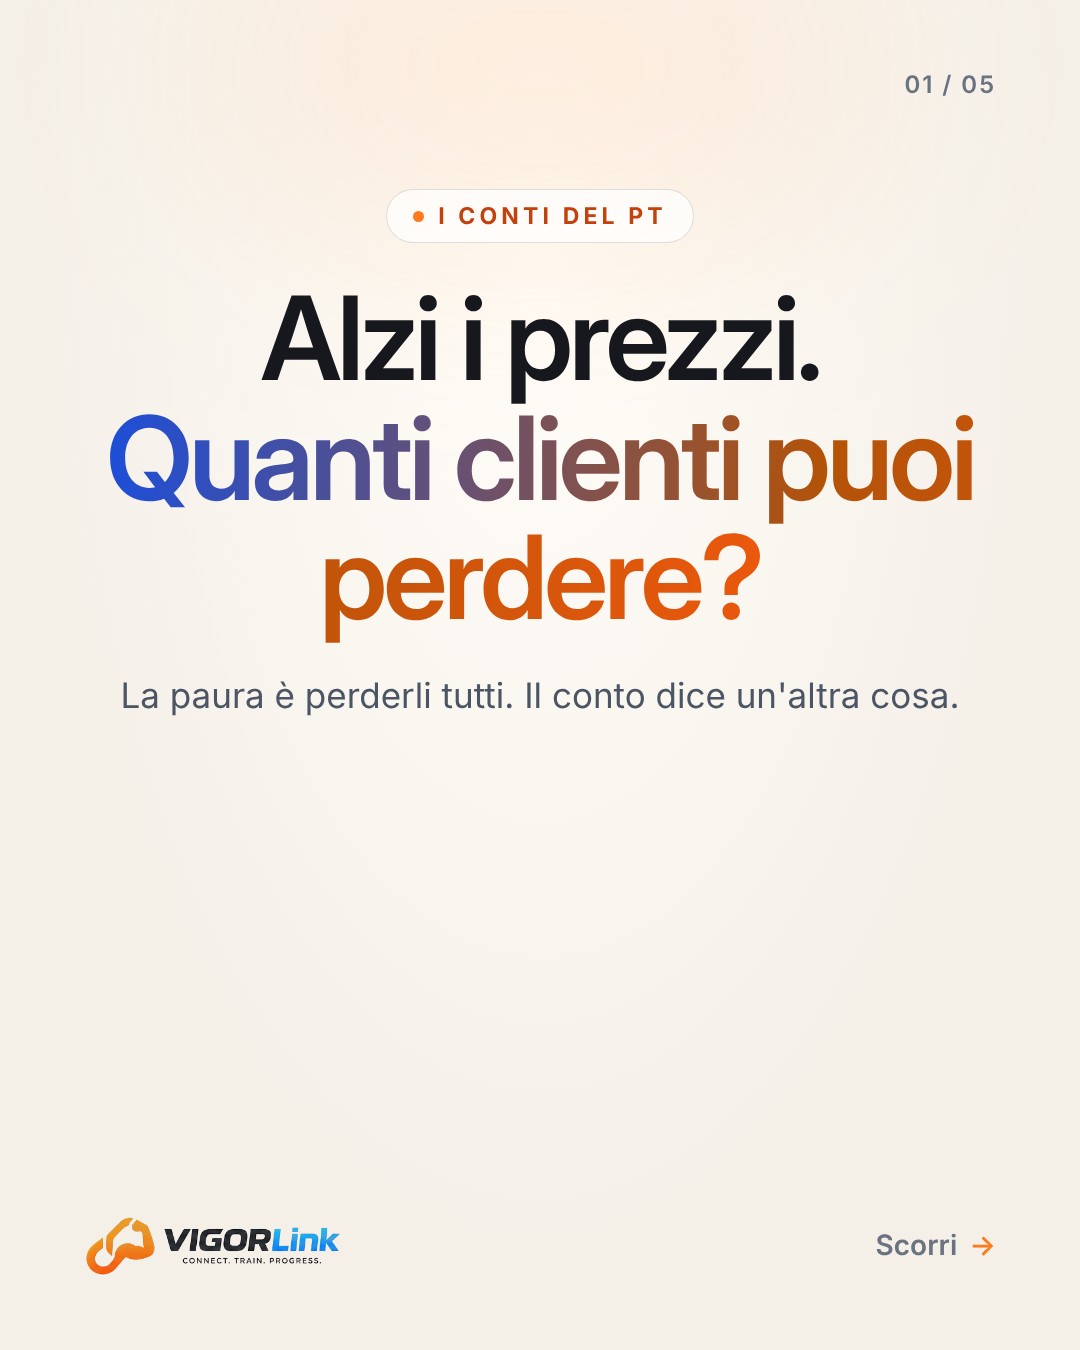 01 / 05
I CONTI DEL PT
Alzi i prezzi.
Quanti clienti puoi
perdere?
La paura è perderli tutti. Il conto dice un'altra cosa.
VIGORLink
CONNECT. TRAIN. PROGRESS.
Scorri →